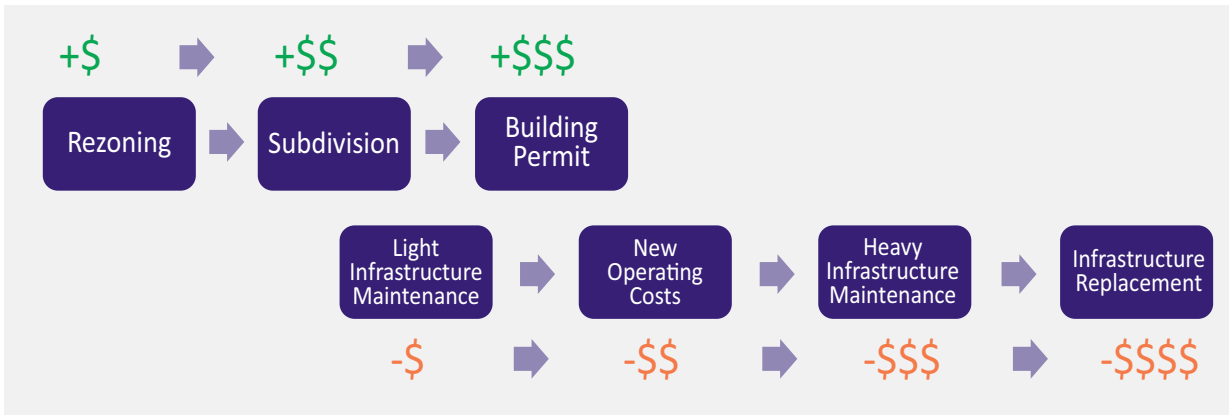 +$ +$$ +$$$
Rezoning
Subdivision
Building
Permit
Light
Infrastructure
Maintenance
New
Operating
Costs
Heavy
Infrastructure
Maintenance
Infrastructure
Replacement
-$ -$$ -$$$ -$$$$